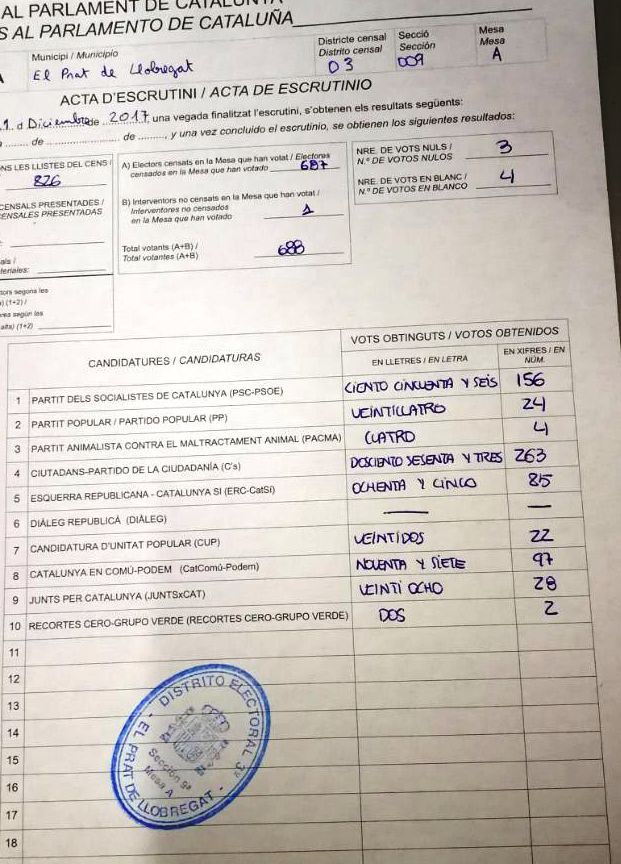 AL PARLAMENT DE CATALUNYA
S AL PARLAMENTO DE CATALUÑA
Municipi / Municipio
El Prat de Llobregat
Districte censal
Distrito censal
03
Secció
Sección
009
Mesa
Mesa
A
ACTA D'ESCRUTINI / ACTA DE ESCRUTINIO
1. d Diciembre de 2017, una vegada finalitzat l'escrutini, s'obtenen els resultats següents:
de de , y una vez concluido el escrutinio, se obtienen los siguientes resultados:
NS LES LLISTES DEL CENS
826
CENSALS PRESENTADES /
CENSALES PRESENTADAS
als /
teriales:
tors segons les
) (1+2) /
res según las
alts) (1+2)
A) Electors censats en la Mesa que han votat / Electores
censados en la Mesa que han votado 687
B) Interventors no censats en la Mesa que han votat /
Interventores no censados
en la Mesa que han votado 1
Total votants (A+B) /
Total votantes (A+B) 688
NRE. DE VOTS NULS /
N.º DE VOTOS NULOS 3
NRE. DE VOTS EN BLANC /
N.º DE VOTOS EN BLANCO 4
CANDIDATURES / CANDIDATURAS
VOTS OBTINGUTS / VOTOS OBTENIDOS
EN LLETRES / EN LETRA
EN XIFRES / EN
NÚM.
1 PARTIT DELS SOCIALISTES DE CATALUNYA (PSC-PSOE) CIENTO CINCUENTA Y SEIS 156
2 PARTIT POPULAR / PARTIDO POPULAR (PP) VEINTICUATRO 24
3 PARTIT ANIMALISTA CONTRA EL MALTRACTAMENT ANIMAL (PACMA) CUATRO 4
4 CIUTADANS-PARTIDO DE LA CIUDADANÍA (C's) DOSCIENTO SESENTA Y TRES 263
5 ESQUERRA REPUBLICANA - CATALUNYA SI (ERC-CatSí) OCHENTA Y CINCO 85
6 DIÀLEG REPUBLICÀ (DIÀLEG) — —
7 CANDIDATURA D'UNITAT POPULAR (CUP) VEINTIDOS 22
8 CATALUNYA EN COMÚ-PODEM (CatComú-Podem) NOVENTA Y SIETE 97
9 JUNTS PER CATALUNYA (JUNTSxCAT) VEINTI OCHO 28
10 RECORTES CERO-GRUPO VERDE (RECORTES CERO-GRUPO VERDE) DOS 2
11
12
13
14
15
16
17
18
DISTRITO ELECTORAL 3º
Sección 9ª
Mesa A
- EL PRAT DE LLOBREGAT -